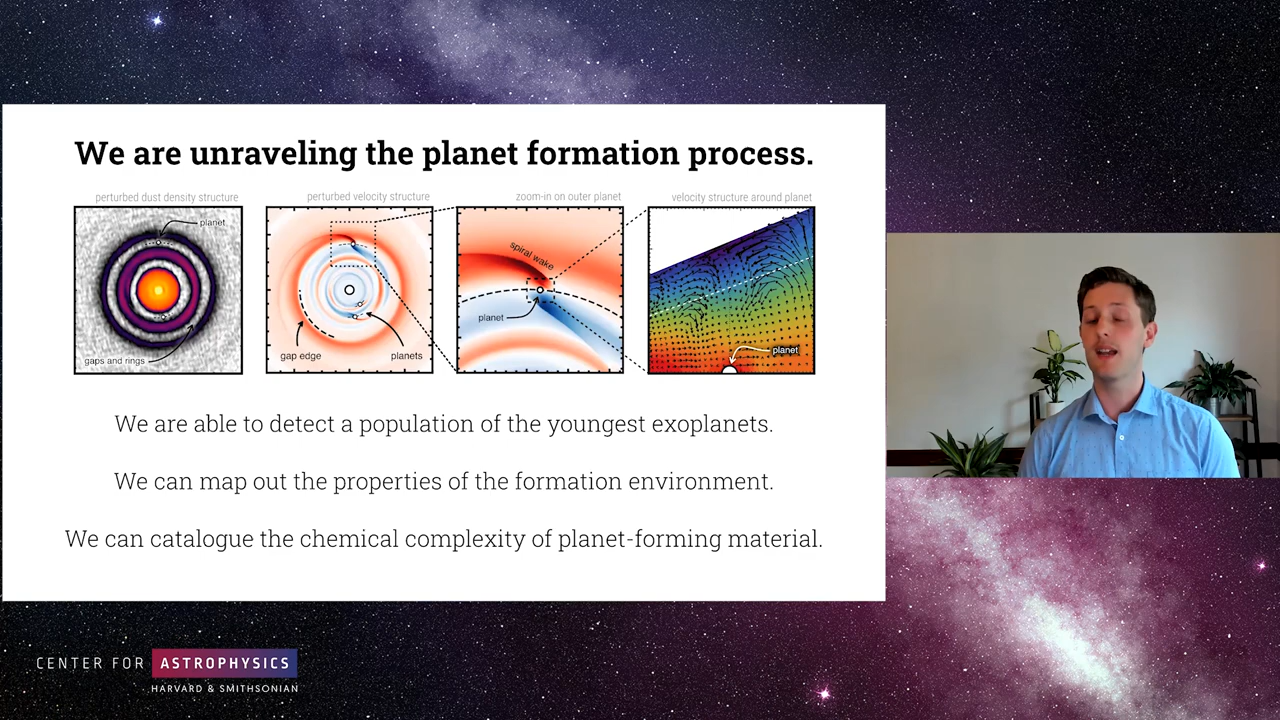 We are unraveling the planet formation process.
perturbed dust density structure
perturbed velocity structure
zoom-in on outer planet
velocity structure around planet
planet
gaps and rings
gap edge
planets
spiral wake
planet
planet
We are able to detect a population of the youngest exoplanets.
We can map out the properties of the formation environment.
We can catalogue the chemical complexity of planet-forming material.
CENTER FOR ASTROPHYSICS
HARVARD & SMITHSONIAN